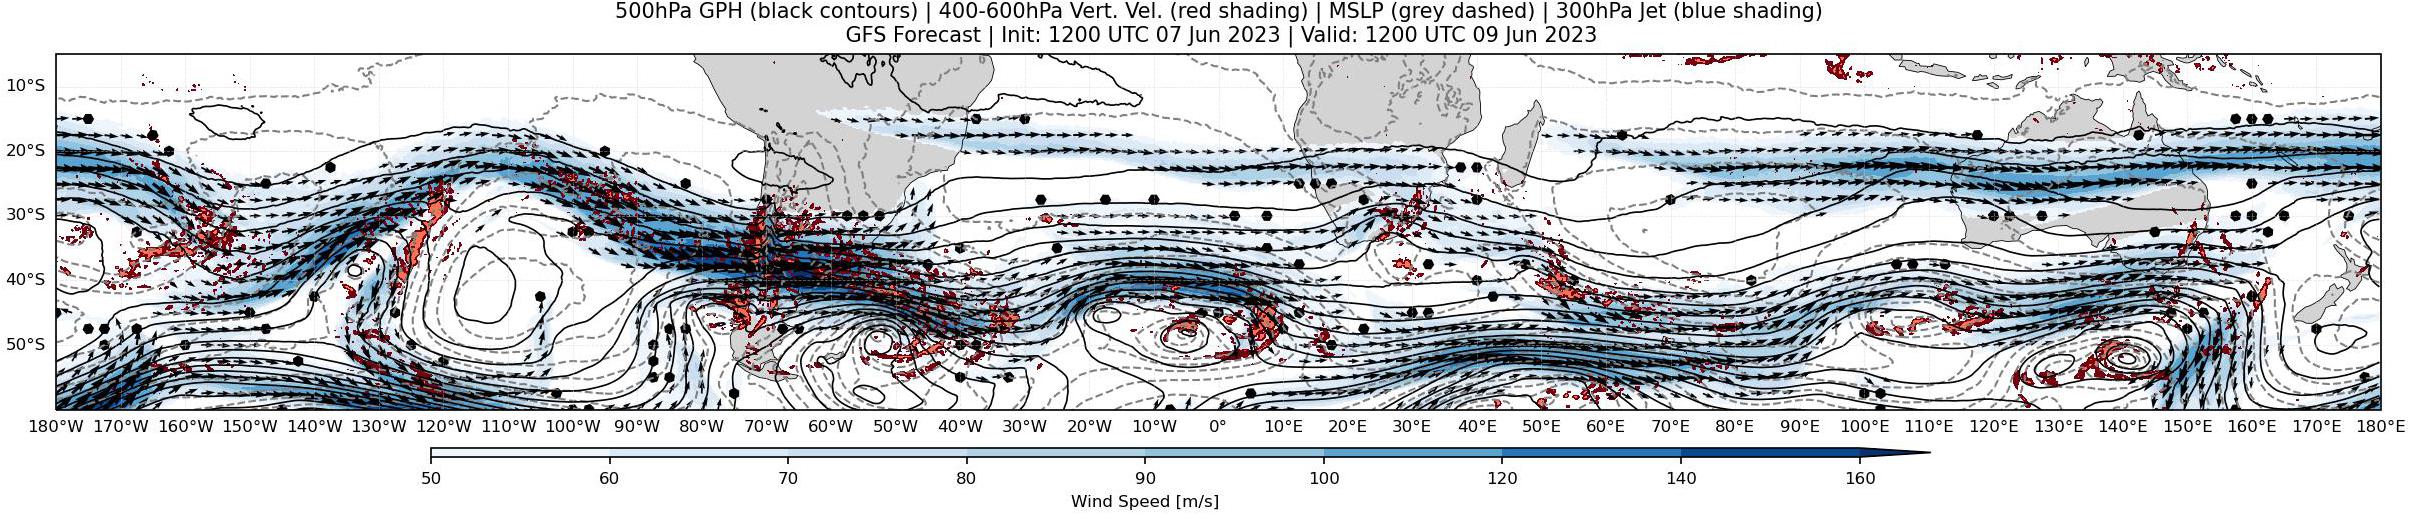 500hPa GPH (black contours) | 400-600hPa Vert. Vel. (red shading) | MSLP (grey dashed) | 300hPa Jet (blue shading)
GFS Forecast | Init: 1200 UTC 07 Jun 2023 | Valid: 1200 UTC 09 Jun 2023
10°S
20°S
30°S
40°S
50°S
180°W 170°W 160°W 150°W 140°W 130°W 120°W 110°W 100°W 90°W 80°W 70°W 60°W 50°W 40°W 30°W 20°W 10°W 0° 10°E 20°E 30°E 40°E 50°E 60°E 70°E 80°E 90°E 100°E 110°E 120°E 130°E 140°E 150°E 160°E 170°E 180°E
50 60 70 80 90 100 120 140 160
Wind Speed [m/s]